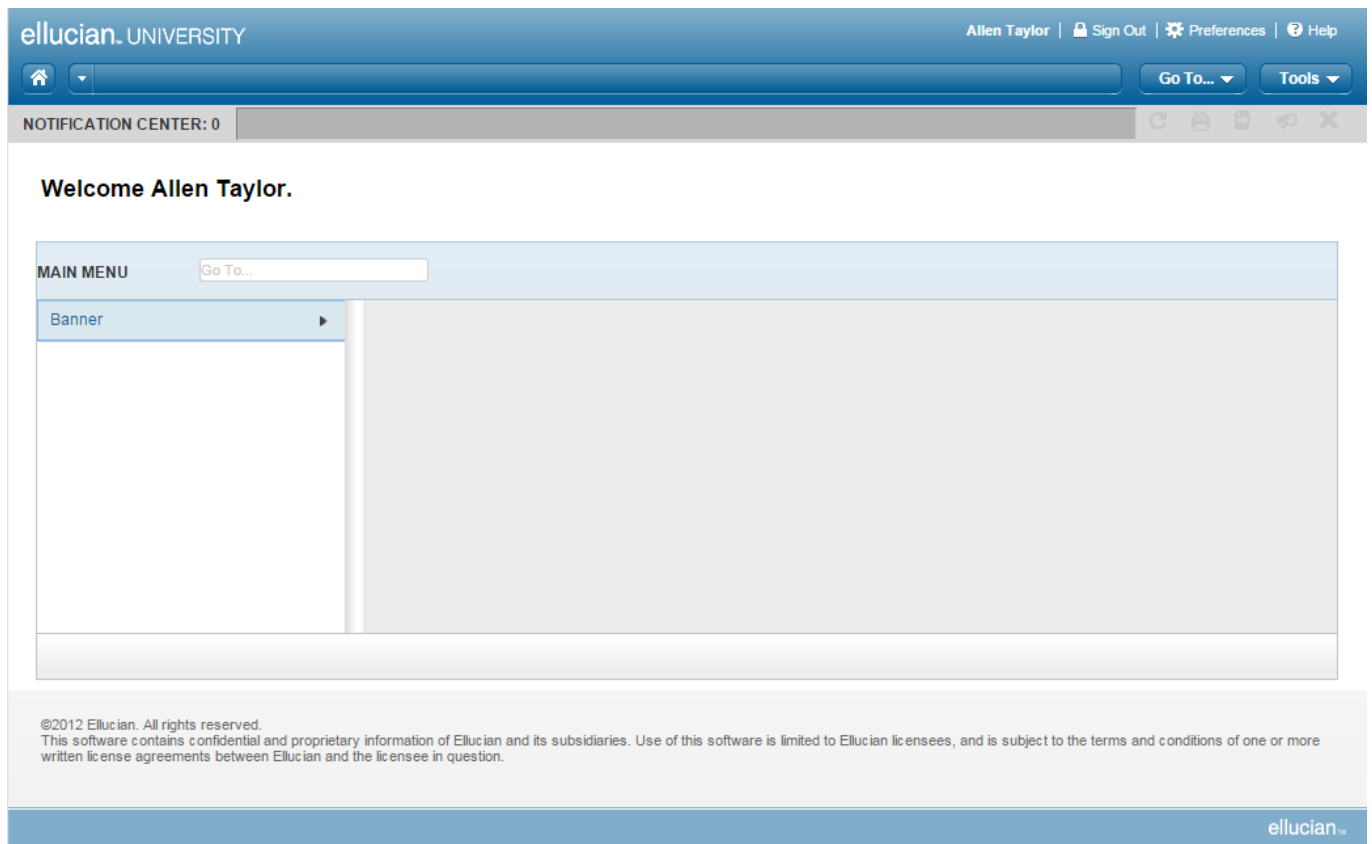 ellucian™ UNIVERSITY
Allen Taylor | Sign Out | Preferences | Help
Go To... Tools
NOTIFICATION CENTER: 0
Welcome Allen Taylor.
MAIN MENU Go To...
Banner
©2012 Ellucian. All rights reserved.
This software contains confidential and proprietary information of Ellucian and its subsidiaries. Use of this software is limited to Ellucian licensees, and is subject to the terms and conditions of one or more
written license agreements between Ellucian and the licensee in question.
ellucian™